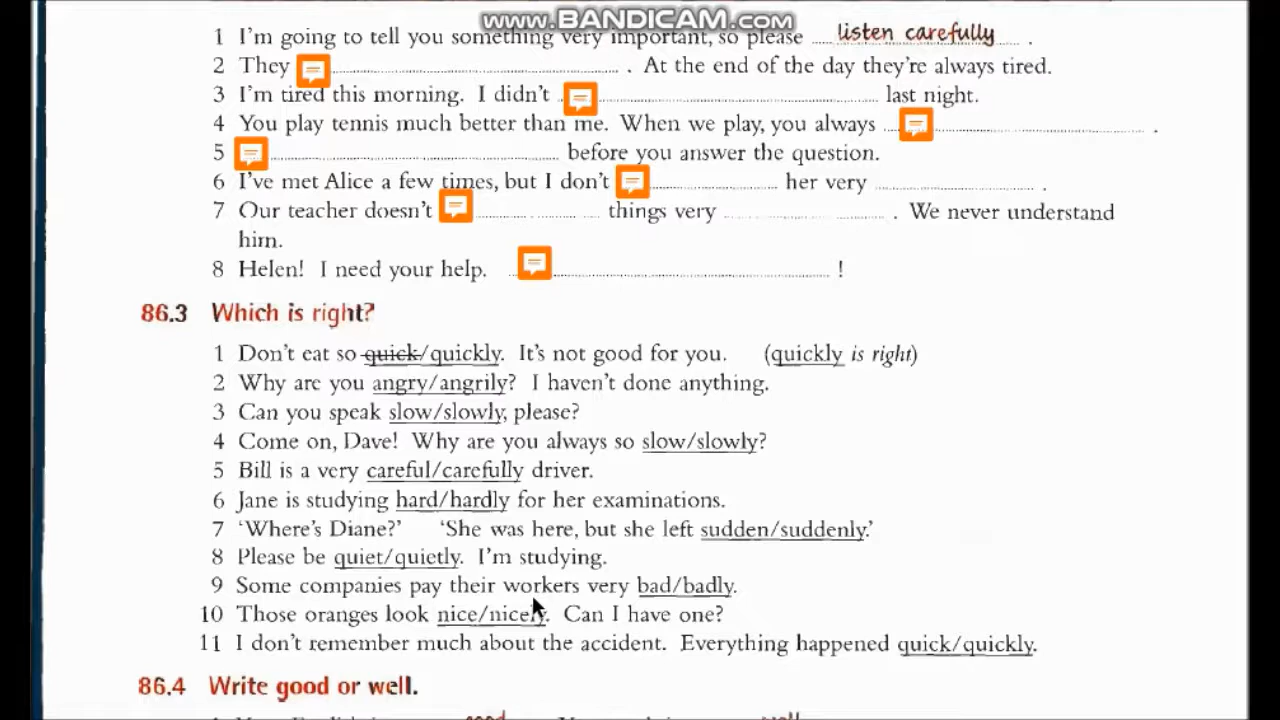 www.BANDICAM.com
1 I'm going to tell you something very important, so please listen carefully .
2 They ............ . At the end of the day they're always tired.
3 I'm tired this morning. I didn't ............ last night.
4 You play tennis much better than me. When we play, you always ............ .
5 ............ before you answer the question.
6 I've met Alice a few times, but I don't ............ her very ............ .
7 Our teacher doesn't ............ things very ............ . We never understand
him.
8 Helen! I need your help. ............ !
86.3 Which is right?
1 Don't eat so quick/quickly. It's not good for you. (quickly is right)
2 Why are you angry/angrily? I haven't done anything.
3 Can you speak slow/slowly, please?
4 Come on, Dave! Why are you always so slow/slowly?
5 Bill is a very careful/carefully driver.
6 Jane is studying hard/hardly for her examinations.
7 'Where's Diane?' 'She was here, but she left sudden/suddenly.'
8 Please be quiet/quietly. I'm studying.
9 Some companies pay their workers very bad/badly.
10 Those oranges look nice/nicely. Can I have one?
11 I don't remember much about the accident. Everything happened quick/quickly.
86.4 Write good or well.